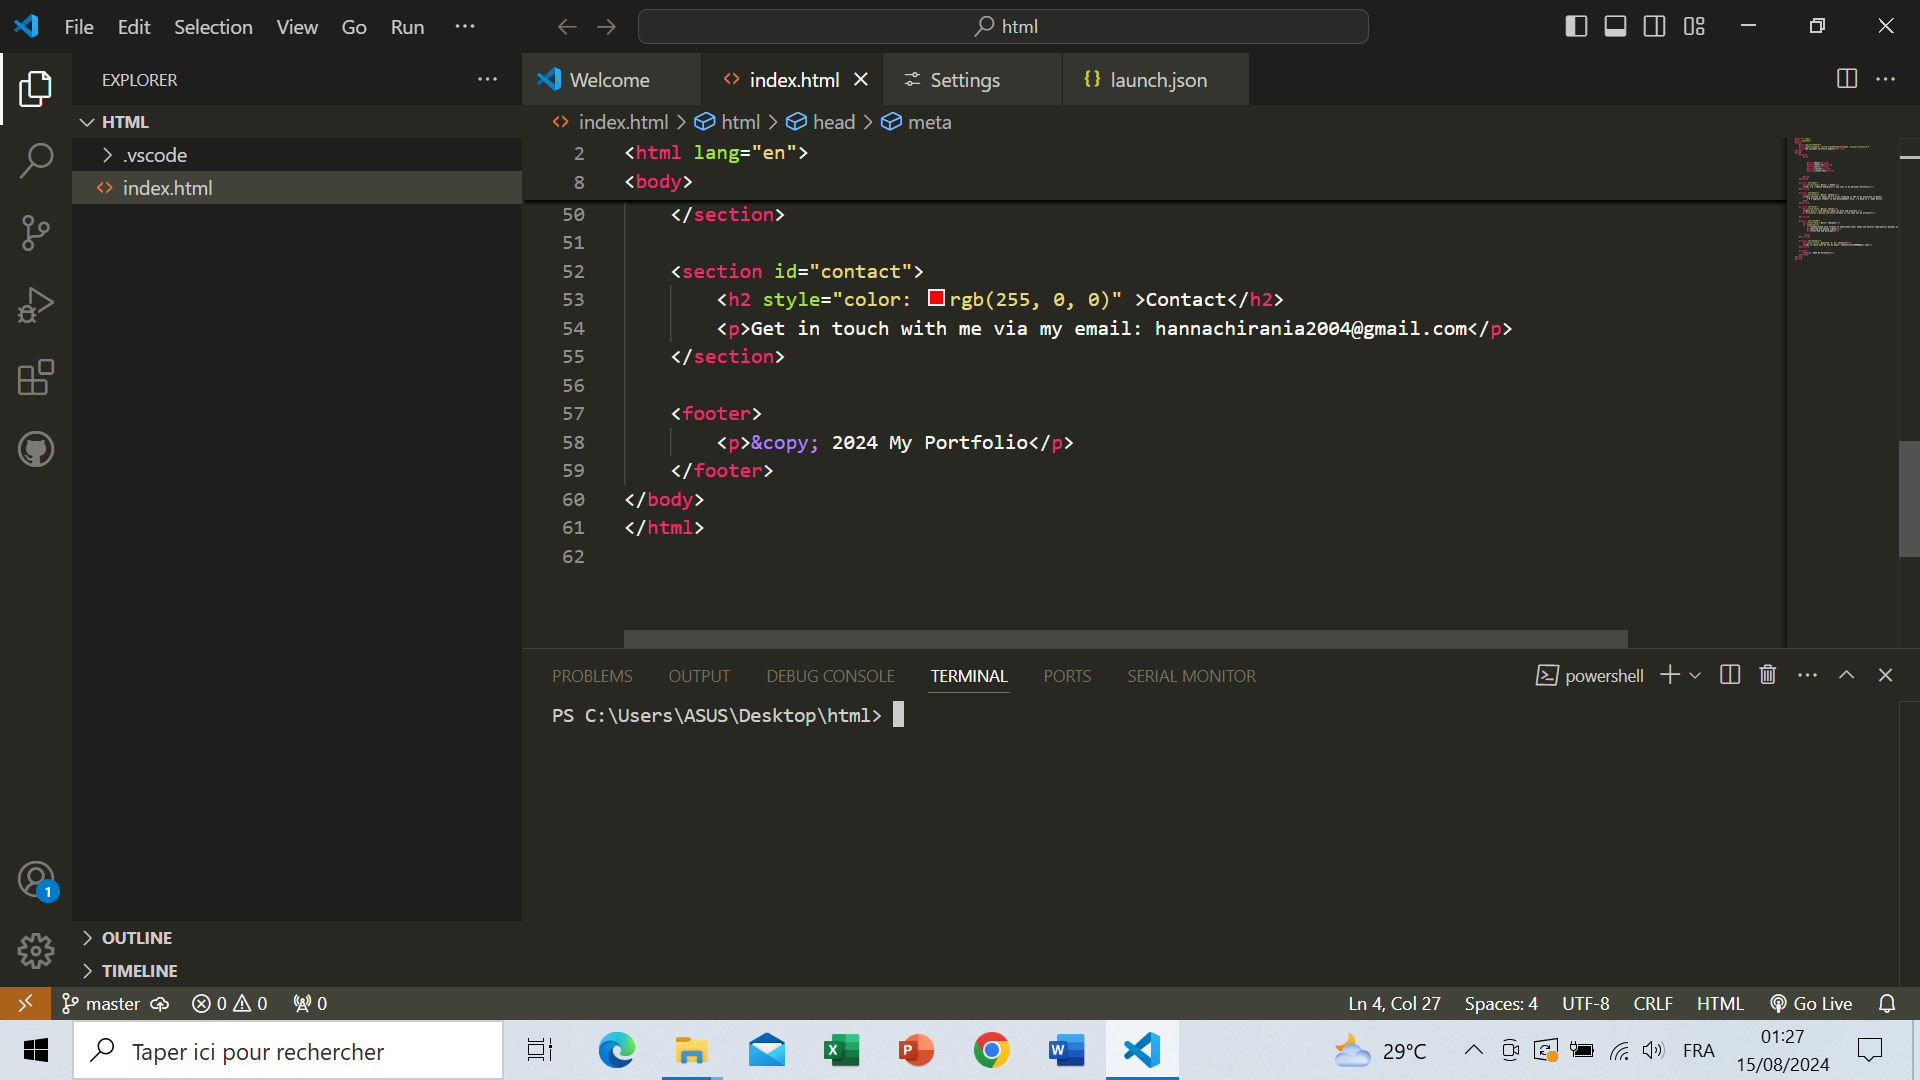 File Edit Selection View Go Run ···
html
EXPLORER ···
Welcome index.html Settings launch.json
HTML
.vscode
index.html
index.html > html > head > meta
2 <html lang="en">
8 <body>
50 </section>
51
52 <section id="contact">
53 <h2 style="color: rgb(255, 0, 0)" >Contact</h2>
54 <p>Get in touch with me via my email: hannachirania2004@gmail.com</p>
55 </section>
56
57 <footer>
58 <p>&copy; 2024 My Portfolio</p>
59 </footer>
60 </body>
61 </html>
62
PROBLEMS OUTPUT DEBUG CONSOLE TERMINAL PORTS SERIAL MONITOR powershell
PS C:\Users\ASUS\Desktop\html>
1
OUTLINE
TIMELINE
master 0 0 0 Ln 4, Col 27 Spaces: 4 UTF-8 CRLF HTML Go Live
Taper ici pour rechercher 29°C FRA 01:27
15/08/2024